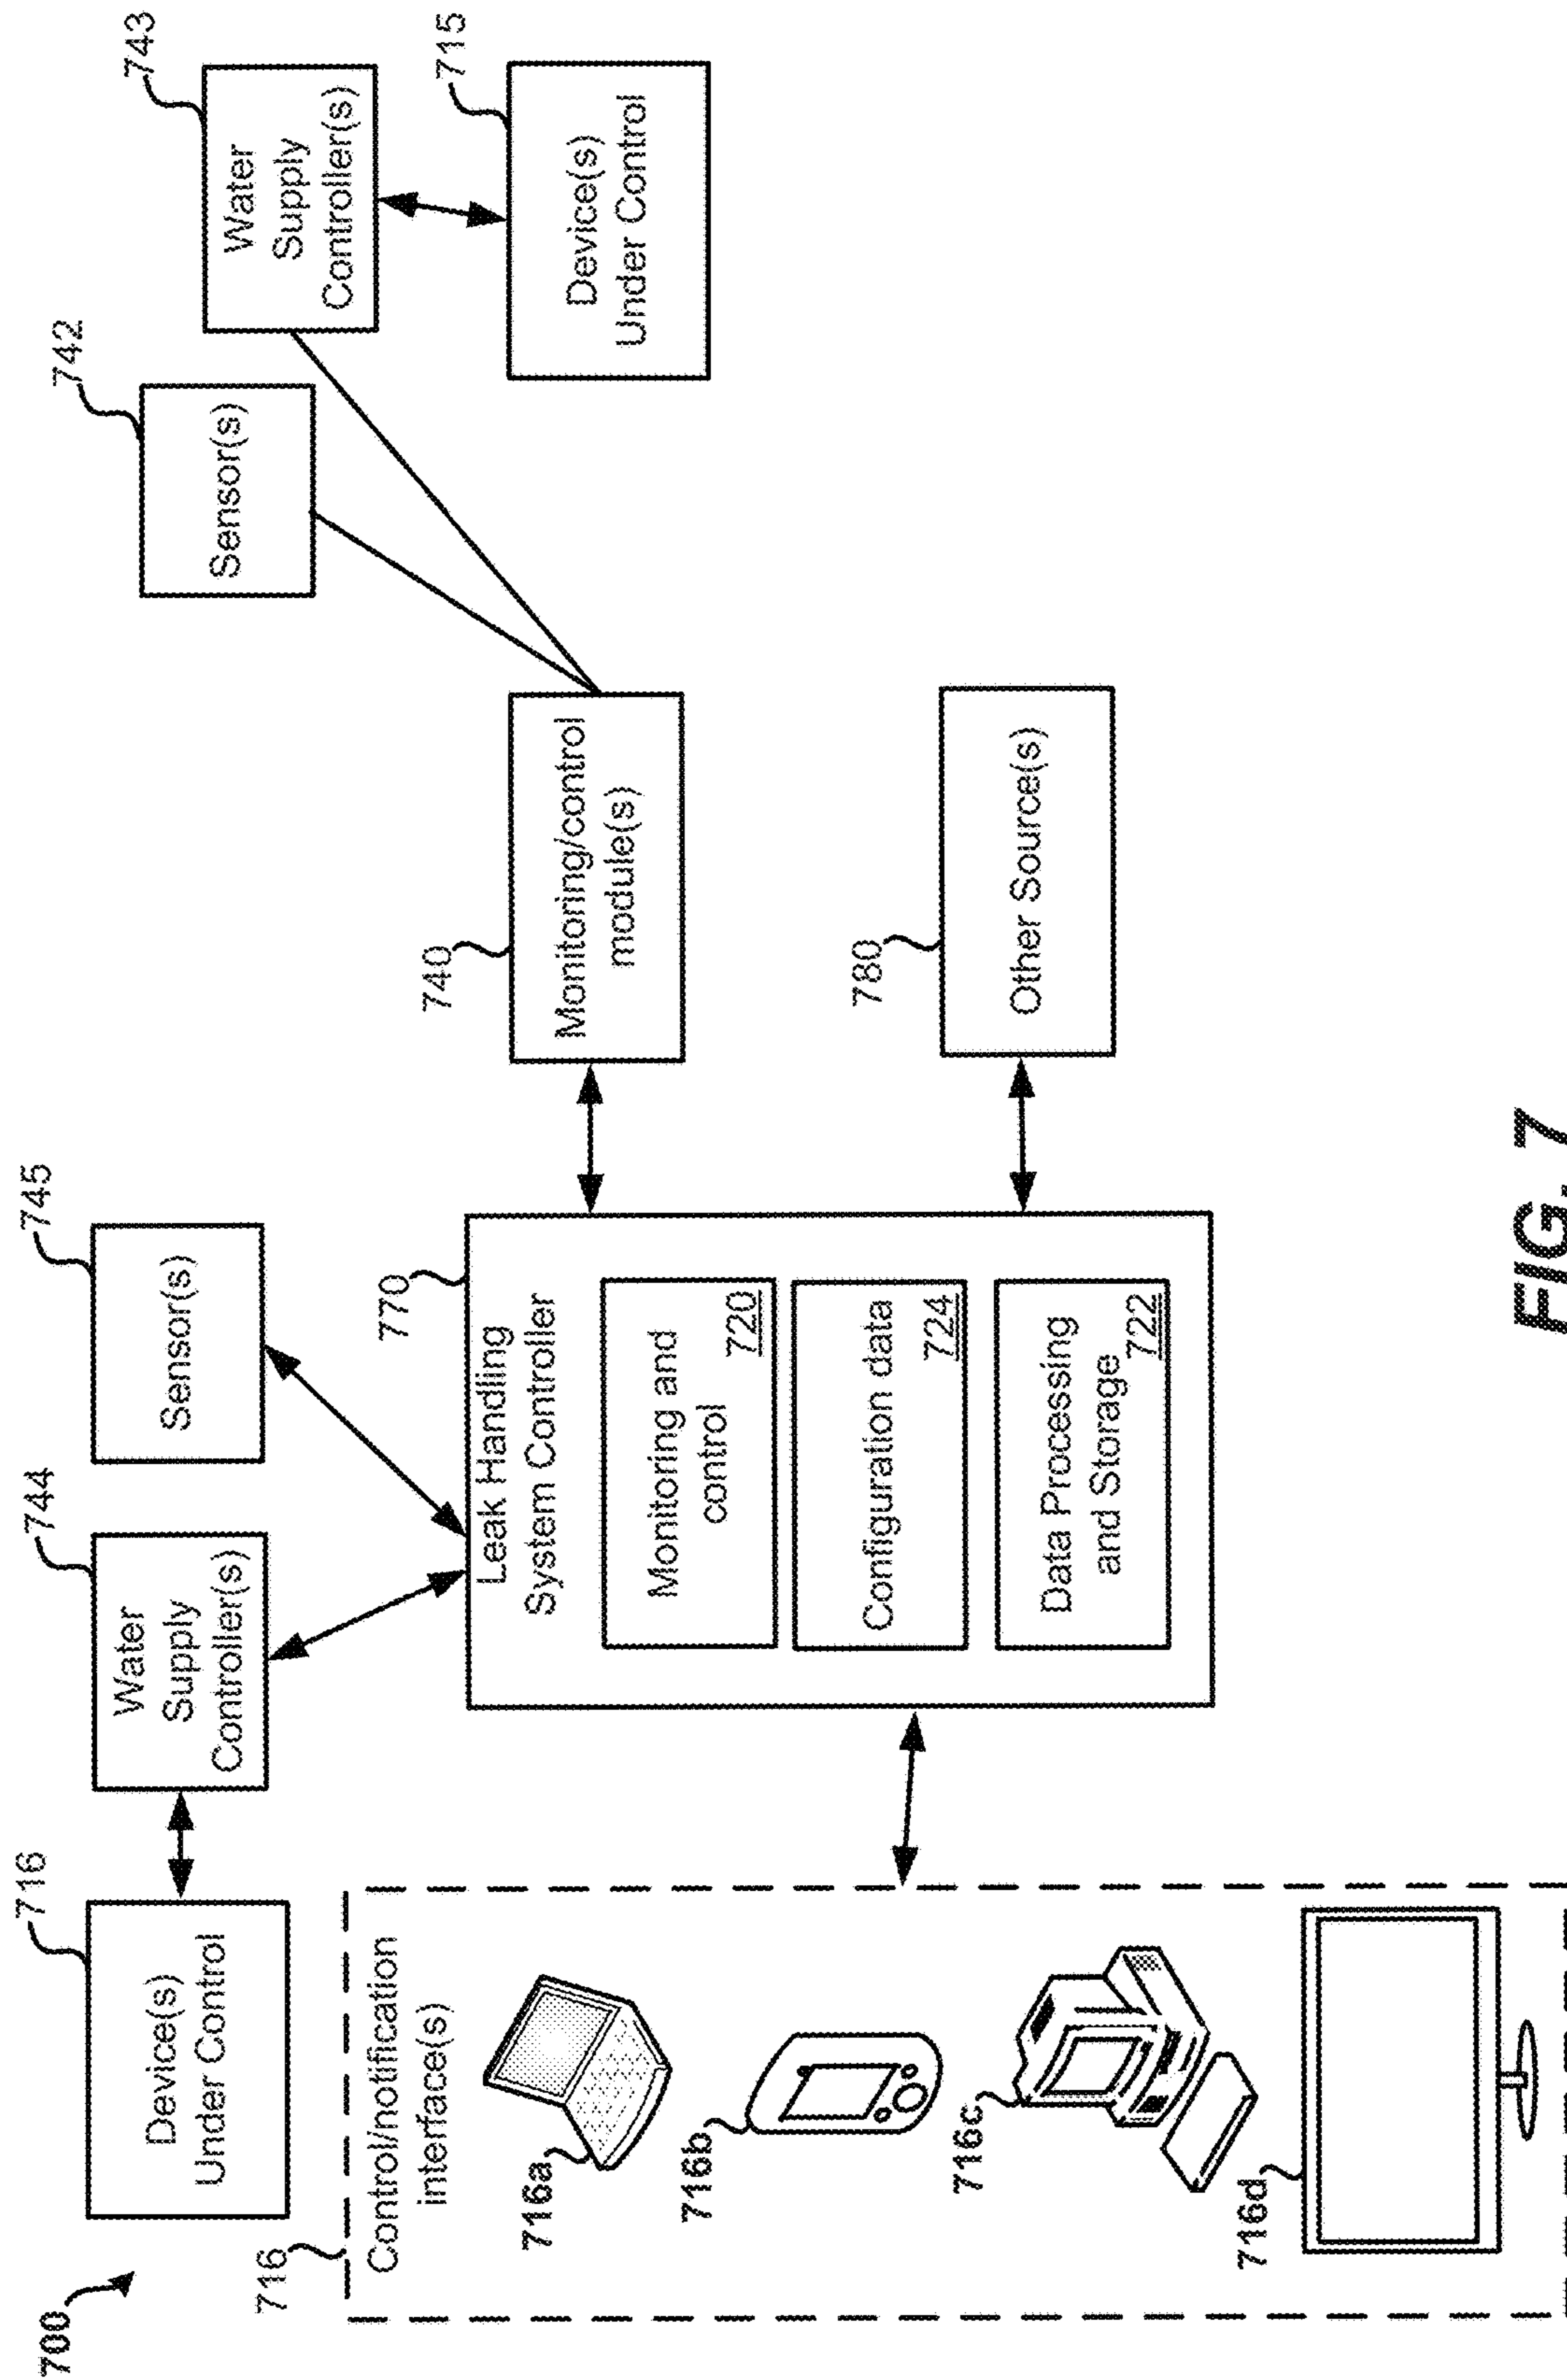 700
716
Device(s)
Under Control
744
Water
Supply
Controller(s)
745
Sensor(s)
742
Sensor(s)
743
Water
Supply
Controller(s)
715
Device(s)
Under Control
716
Control/notification
interface(s)
716a
716b
716c
716d
770
Leak Handling
System Controller
Monitoring and
control
720
Configuration data
724
Data Processing
and Storage
722
740
Monitoring/control
module(s)
780
Other Source(s)
FIG. 7